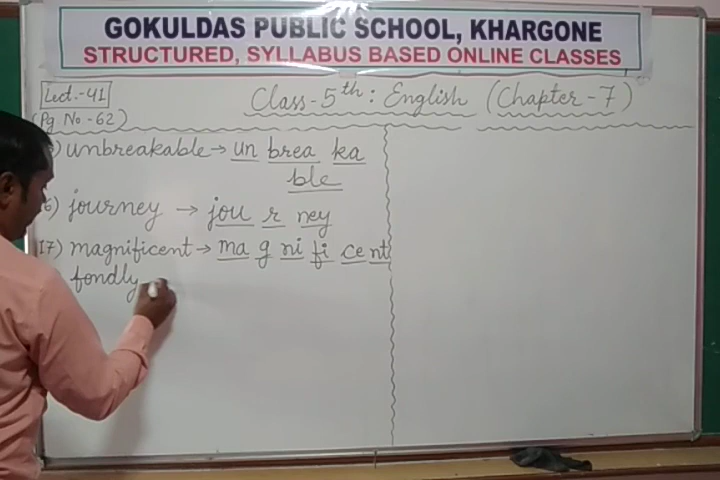 GOKULDAS PUBLIC SCHOOL, KHARGONE
STRUCTURED, SYLLABUS BASED ONLINE CLASSES
Lect.-41
Class-5th: English (Chapter-7)
(Pg No-62)
) unbreakable → un brea ka
ble
6) journey → jou r ney
17) magnificent → ma g ni fi ce nt
fondly